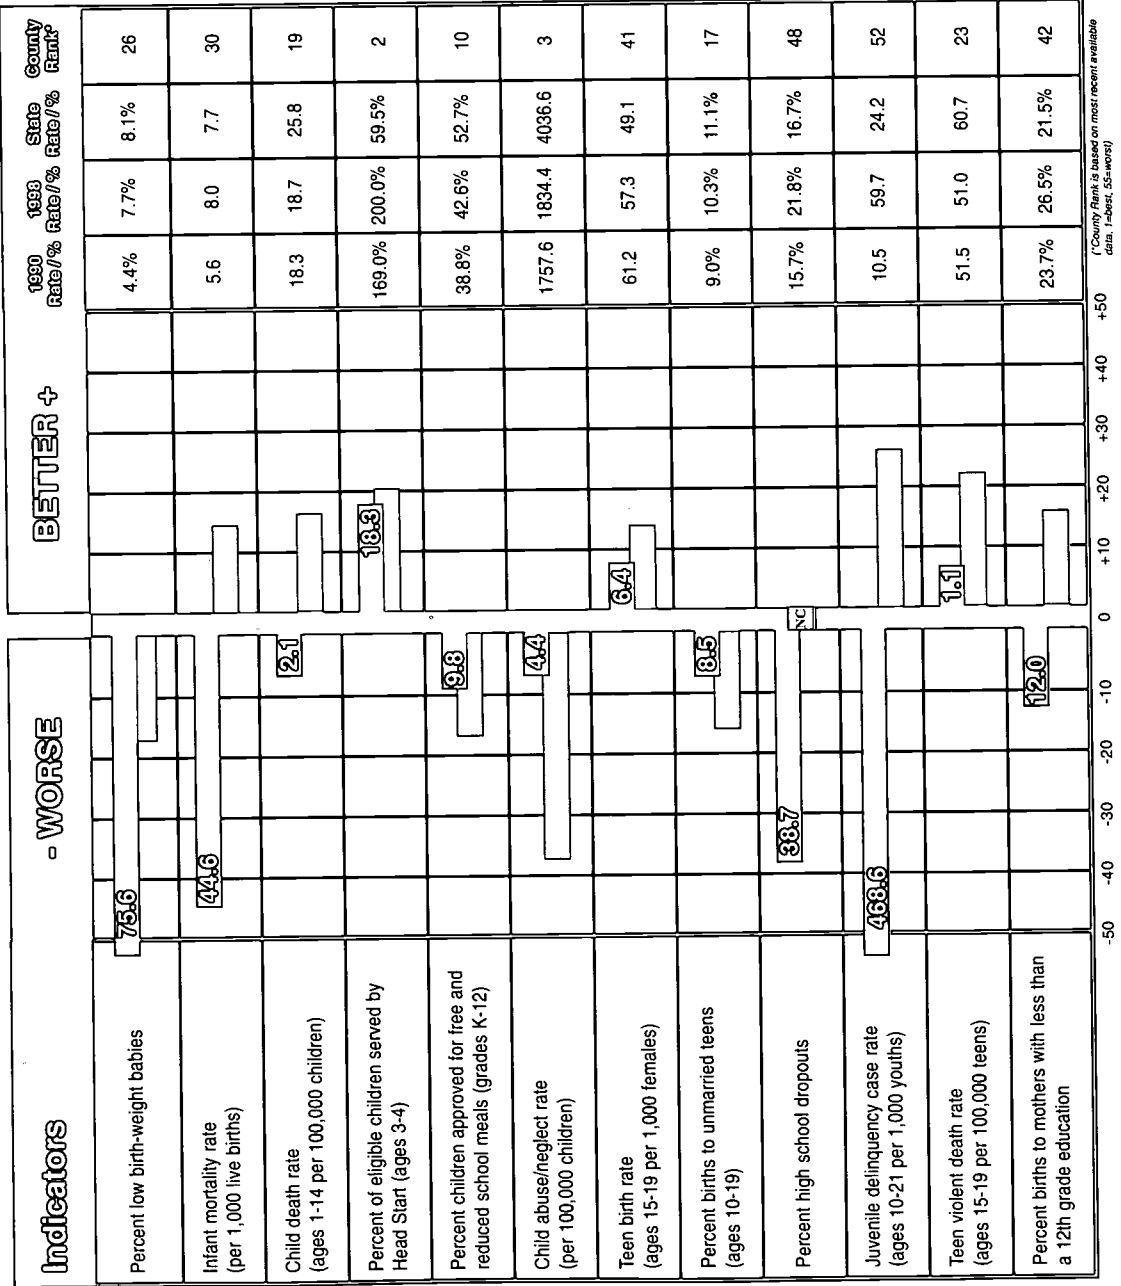 Indicators
- WORSE
BETTER +
1990
Rate / %
1998
Rate / %
State
Rate / %
County
Rank*
Percent low birth-weight babies
75.6
4.4%
7.7%
8.1%
26
Infant mortality rate
(per 1,000 live births)
44.6
5.6
8.0
7.7
30
Child death rate
(ages 1-14 per 100,000 children)
2.1
18.3
18.7
25.8
19
Percent of eligible children served by
Head Start (ages 3-4)
18.3
169.0%
200.0%
59.5%
2
Percent children approved for free and
reduced school meals (grades K-12)
9.8
38.8%
42.6%
52.7%
10
Child abuse/neglect rate
(per 100,000 children)
4.4
1757.6
1834.4
4036.6
3
Teen birth rate
(ages 15-19 per 1,000 females)
6.4
61.2
57.3
49.1
41
Percent births to unmarried teens
(ages 10-19)
8.5
9.0%
10.3%
11.1%
17
Percent high school dropouts
38.7
NC
15.7%
21.8%
16.7%
48
Juvenile delinquency case rate
(ages 10-21 per 1,000 youths)
468.6
10.5
59.7
24.2
52
Teen violent death rate
(ages 15-19 per 100,000 teens)
1.1
51.5
51.0
60.7
23
Percent births to mothers with less than
a 12th grade education
12.0
23.7%
26.5%
21.5%
42
-50 -40 -30 -20 -10 0 +10 +20 +30 +40 +50
(*County Rank is based on most recent available
data, 1=best, 55=worst)